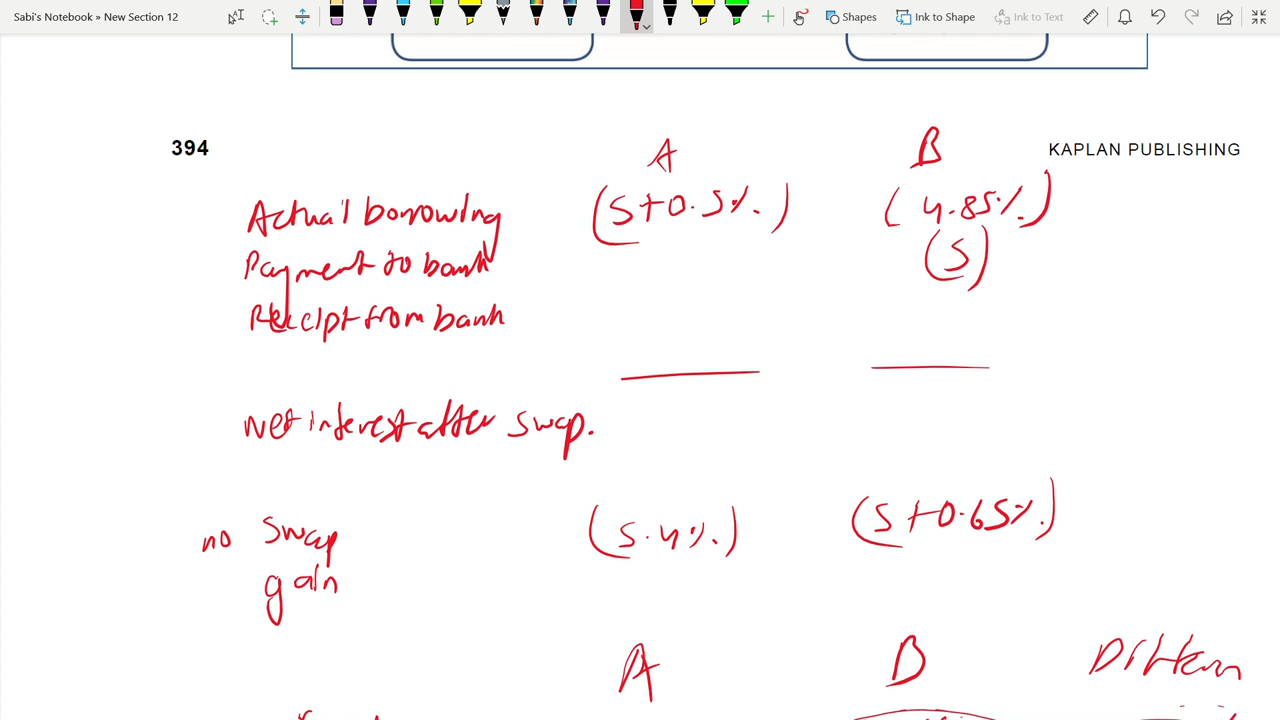 Sabi's Notebook » New Section 12
Shapes
Ink to Shape
Ink to Text
394
A
B
KAPLAN PUBLISHING
Actual borrowing (S+0.5%.) (4.85%.)
Payment to bank (S)
Receipt from bank
Net interest after swap.
no swap (5.4%.) (S+0.65%.)
gain
A B